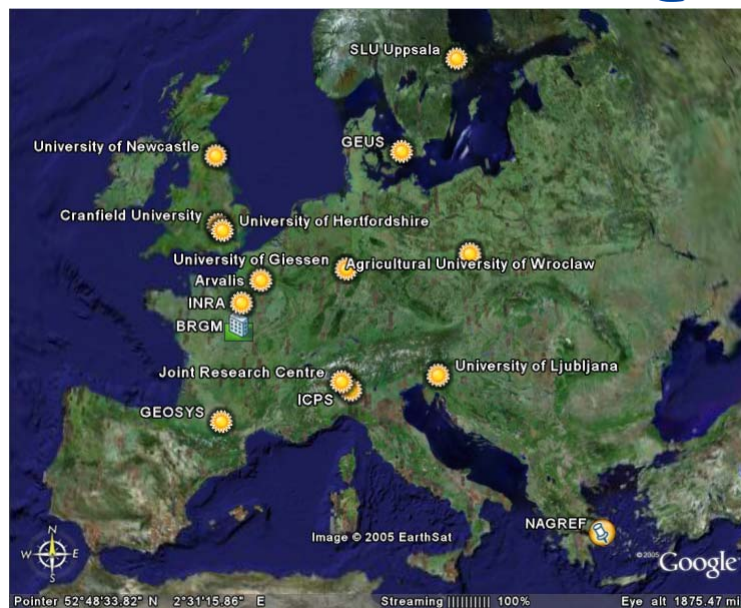 SLU Uppsala
University of Newcastle
GEUS
Cranfield University
University of Hertfordshire
University of Giessen
Agricultural University of Wroclaw
Arvalis
INRA
BRGM
Joint Research Centre
University of Ljubljana
ICPS
GEOSYS
NAGREF
Image © 2005 EarthSat
N
W E
S
© 2005 Google
Pointer 52°48'33.82" N 2°31'15.86" E Streaming |||||||||| 100% Eye alt 1875.47 mi